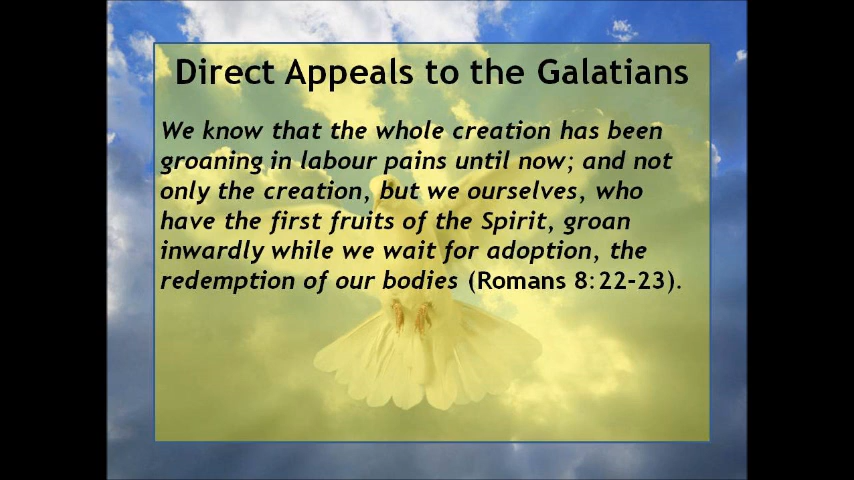 Direct Appeals to the Galatians
We know that the whole creation has been
groaning in labour pains until now; and not
only the creation, but we ourselves, who
have the first fruits of the Spirit, groan
inwardly while we wait for adoption, the
redemption of our bodies (Romans 8:22-23).